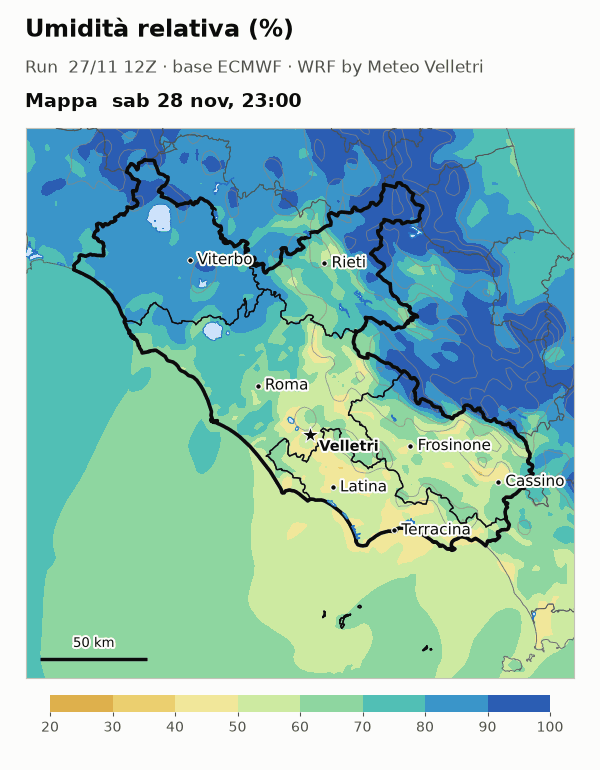 Umidità relativa (%)
Run  27/11 12Z · base ECMWF · WRF by Meteo Velletri
Mappa  sab 28 nov, 23:00
Viterbo
Rieti
Roma
Velletri
Frosinone
Cassino
Latina
Terracina
50 km
20 30 40 50 60 70 80 90 100